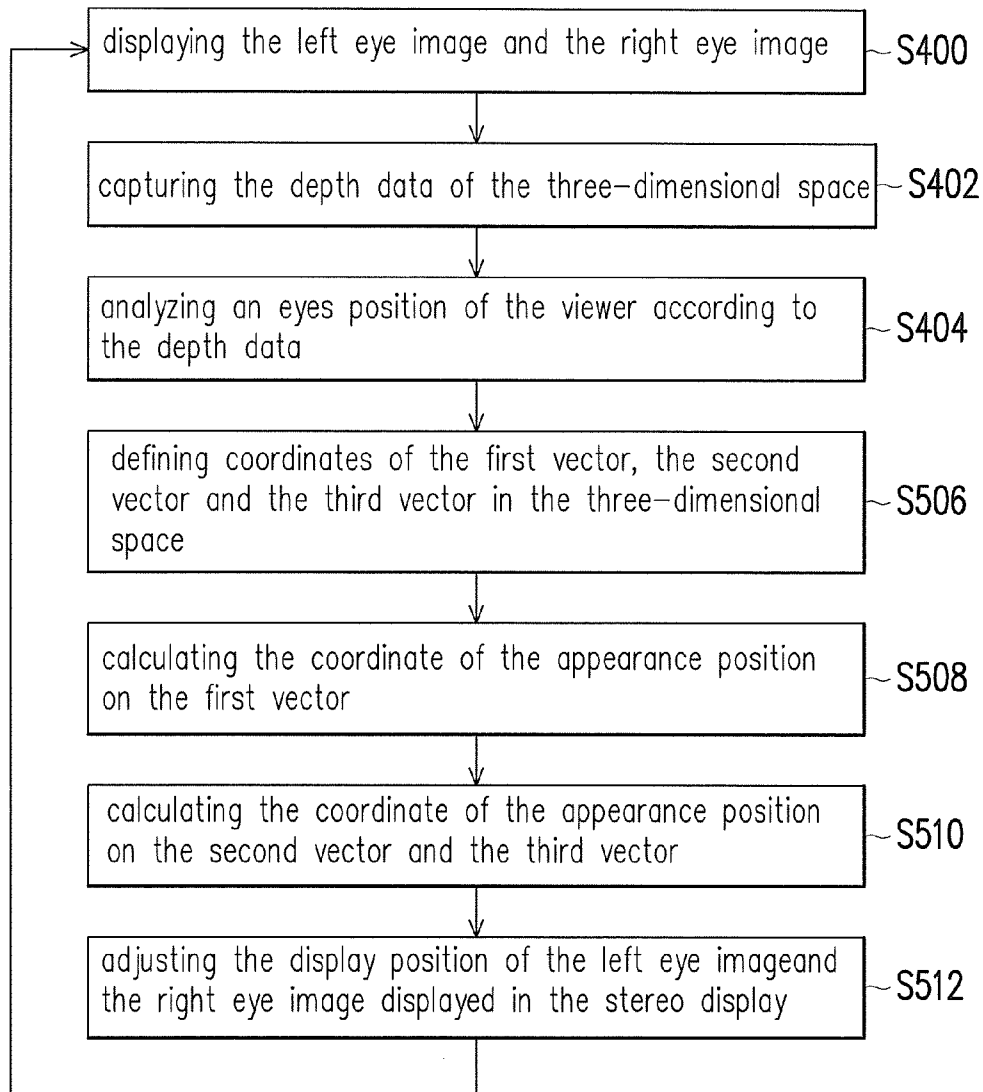 displaying the left eye image and the right eye image
S400
capturing the depth data of the three-dimensional space
S402
analyzing an eyes position of the viewer according to
the depth data
S404
defining coordinates of the first vector, the second
vector and the third vector in the three-dimensional
space
S506
calculating the coordinate of the appearance position
on the first vector
S508
calculating the coordinate of the appearance position
on the second vector and the third vector
S510
adjusting the display position of the left eye imageand
the right eye image displayed in the stereo display
S512